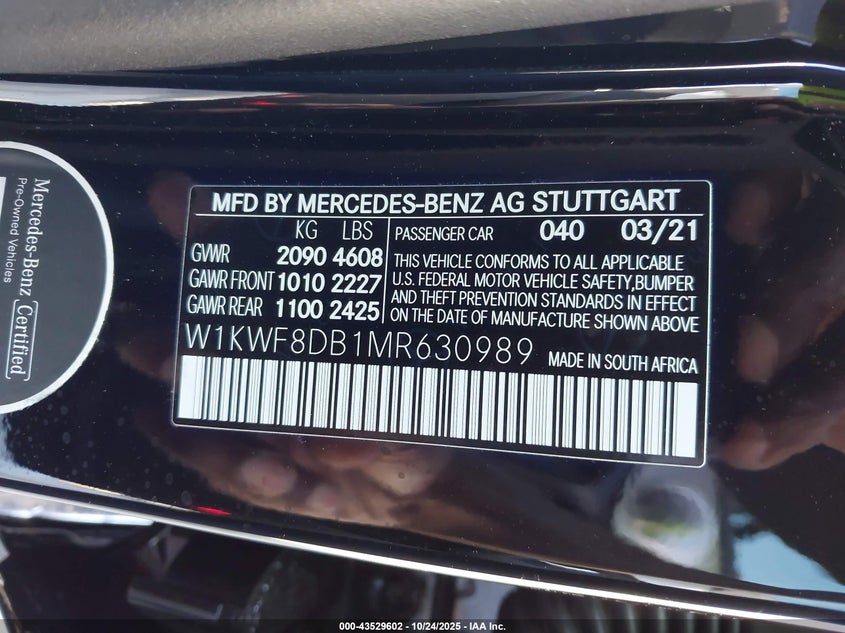 MFD BY MERCEDES-BENZ AG STUTTGART
KG LBS
GVWR 2090 4608
GAWR FRONT 1010 2227
GAWR REAR 1100 2425
PASSENGER CAR 040 03/21
THIS VEHICLE CONFORMS TO ALL APPLICABLE
U.S. FEDERAL MOTOR VEHICLE SAFETY,BUMPER
AND THEFT PREVENTION STANDARDS IN EFFECT
ON THE DATE OF MANUFACTURE SHOWN ABOVE
W1KWF8DB1MR630989 MADE IN SOUTH AFRICA
Mercedes-Benz Certified
Pre-Owned Vehicles
000-43529602 - 10/24/2025 - IAA Inc.